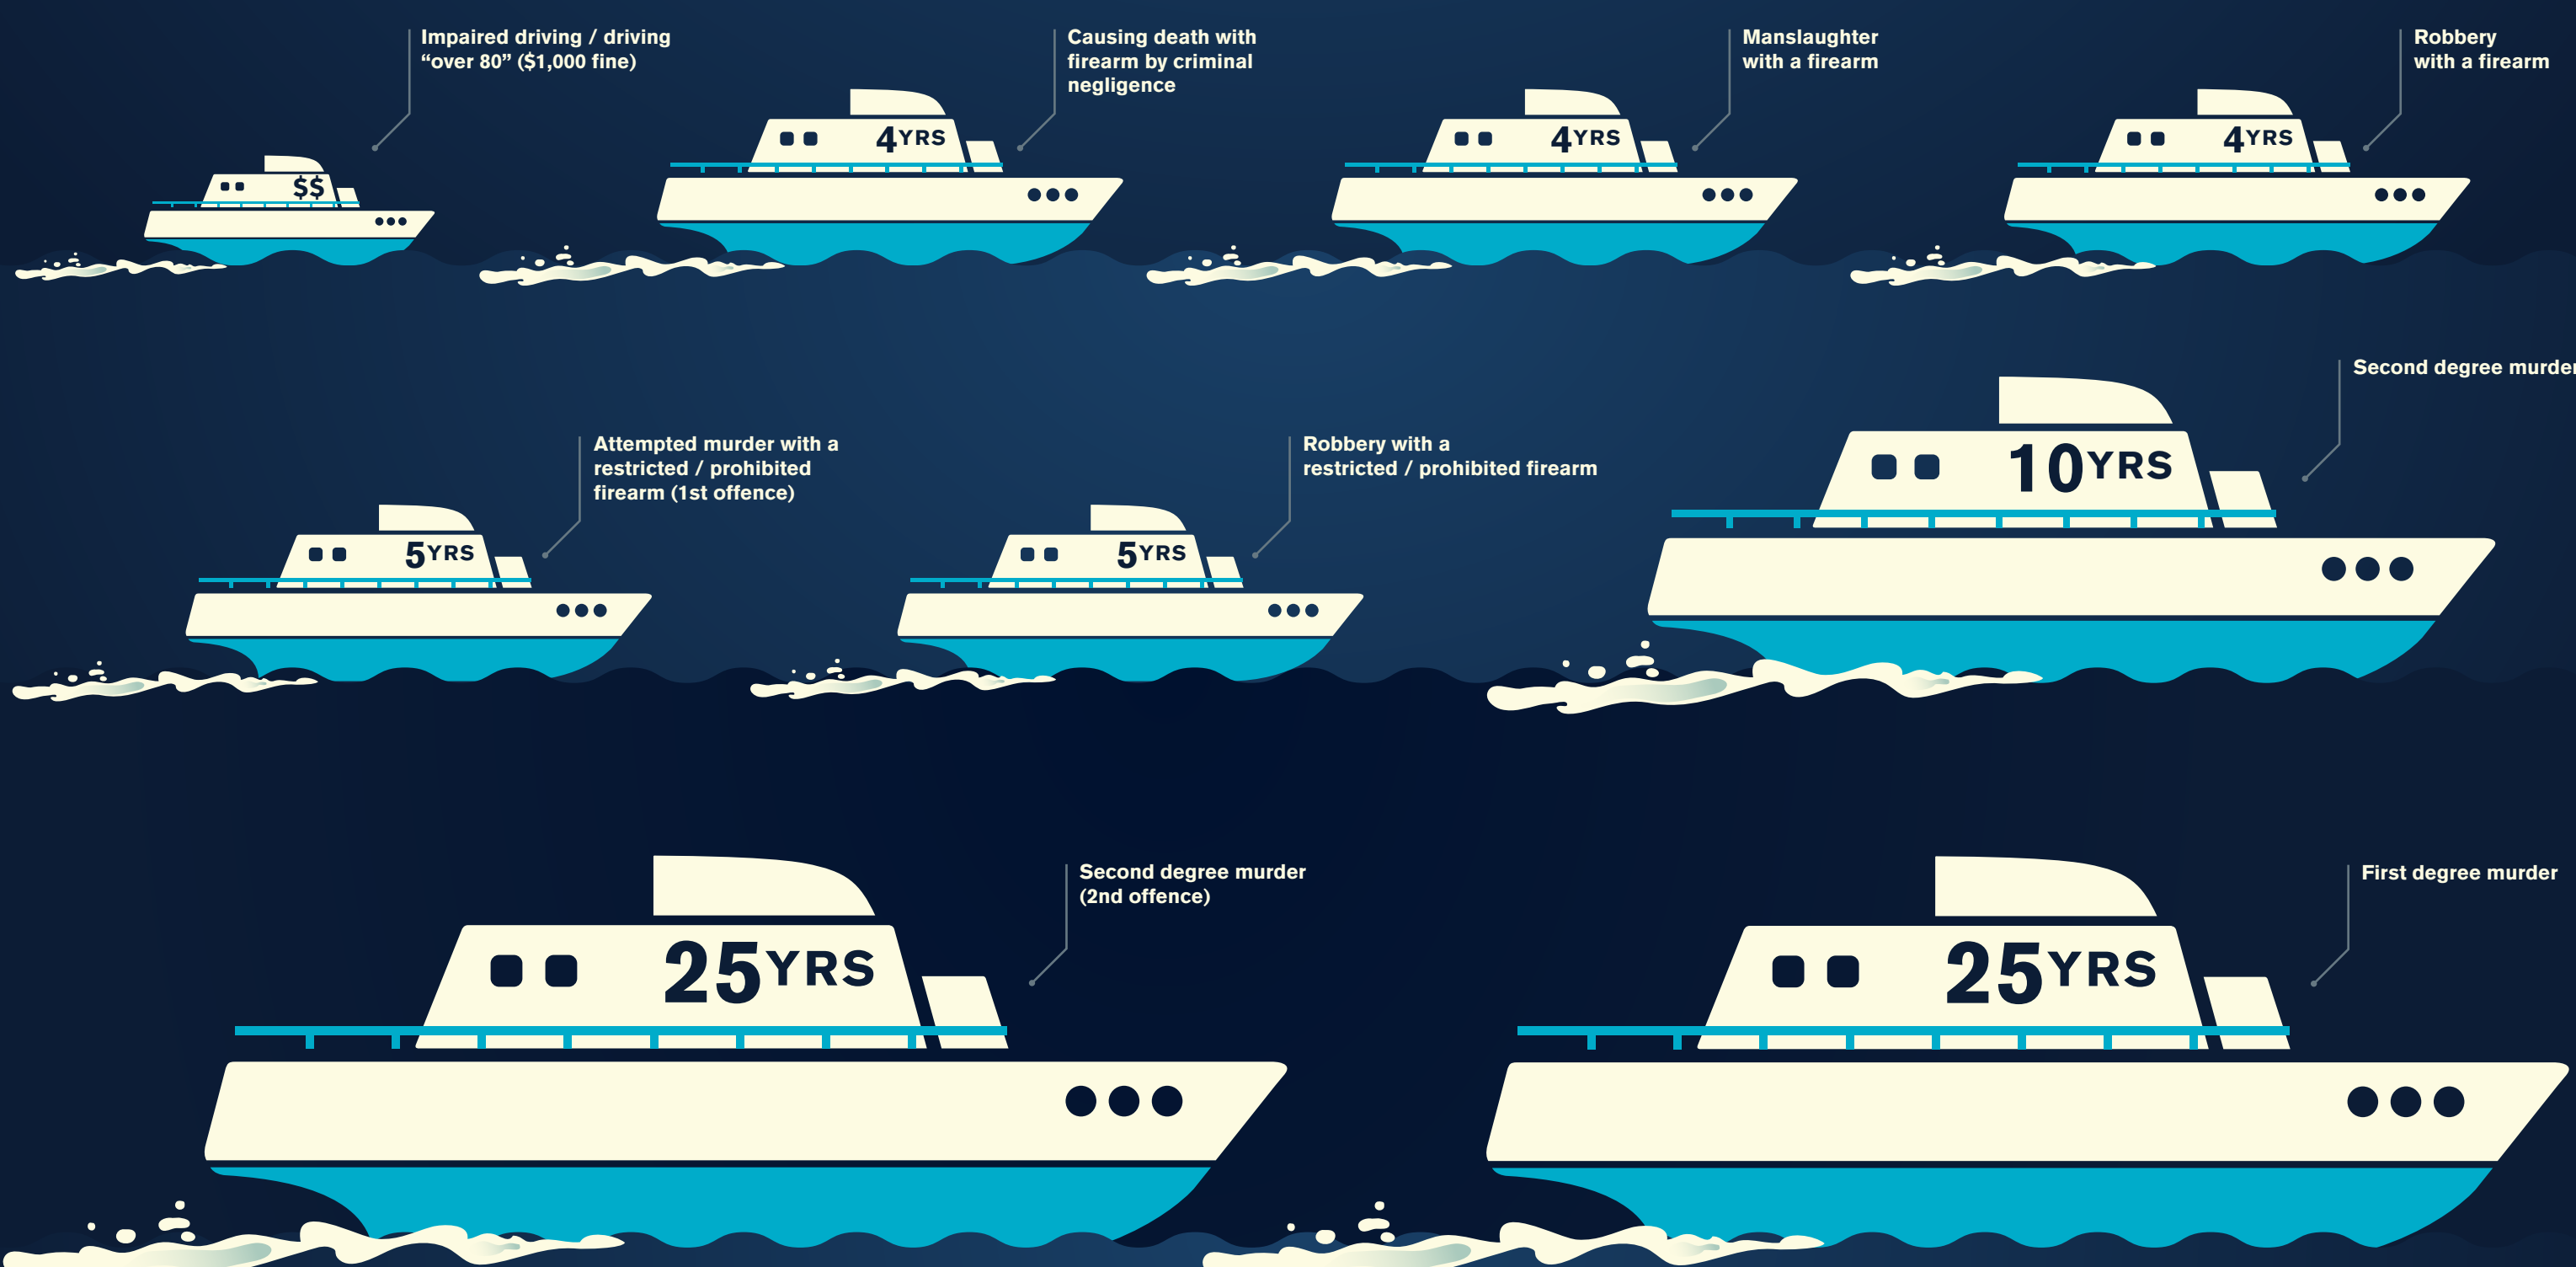 Impaired driving / driving
“over 80” ($1,000 fine)
$$
Causing death with
firearm by criminal
negligence
4YRS
Manslaughter
with a firearm
4YRS
Robbery
with a firearm
4YRS
Attempted murder with a
restricted / prohibited
firearm (1st offence)
5YRS
Robbery with a
restricted / prohibited firearm
5YRS
Second degree murder
10YRS
Second degree murder
(2nd offence)
25YRS
First degree murder
25YRS